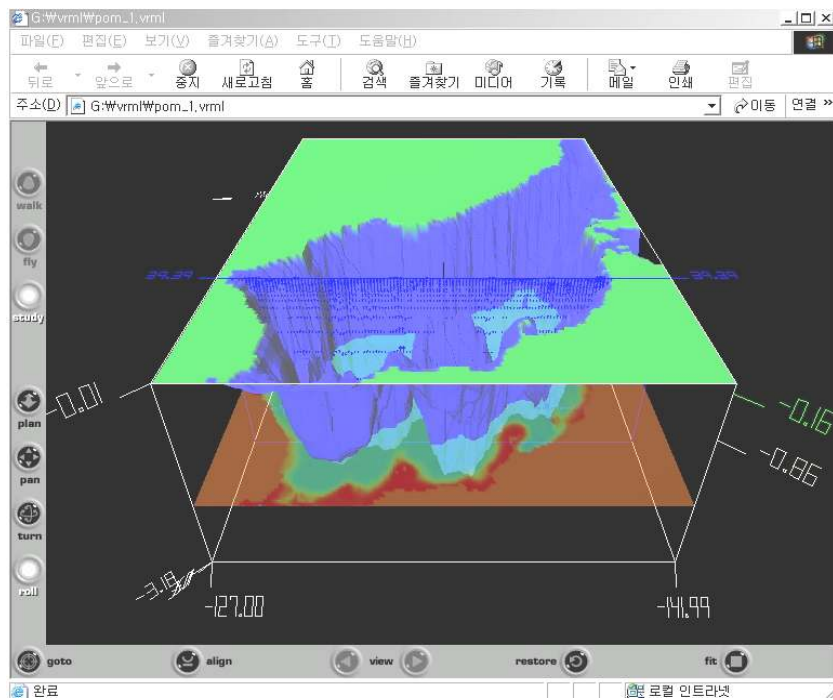 G:₩vrml₩pom_1.vrml
파일(F) 편집(E) 보기(V) 즐겨찾기(A) 도구(T) 도움말(H)
뒤로 앞으로 중지 새로고침 홈 검색 즐겨찾기 미디어 기록 메일 인쇄 편집
주소(D) G:₩vrml₩pom_1.vrml 이동 연결 »
walk
fly
study
39.39
-0.01
-0.16
plan
-0.86
pan
turn
-3.18
roll
-127.00 -141.99
goto align view restore fit
완료 로컬 인트라넷